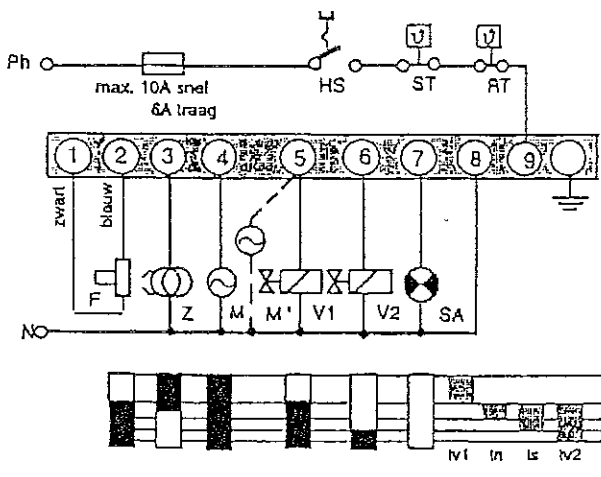 Ph
max. 10A snel
6A traag
HS
ϑ
ST
ϑ
RT
1 2 3 4 5 6 7 8 9
zwart
blauw
F
Z
M
M'
V1
V2
SA
N
tv1 tn ts tv2